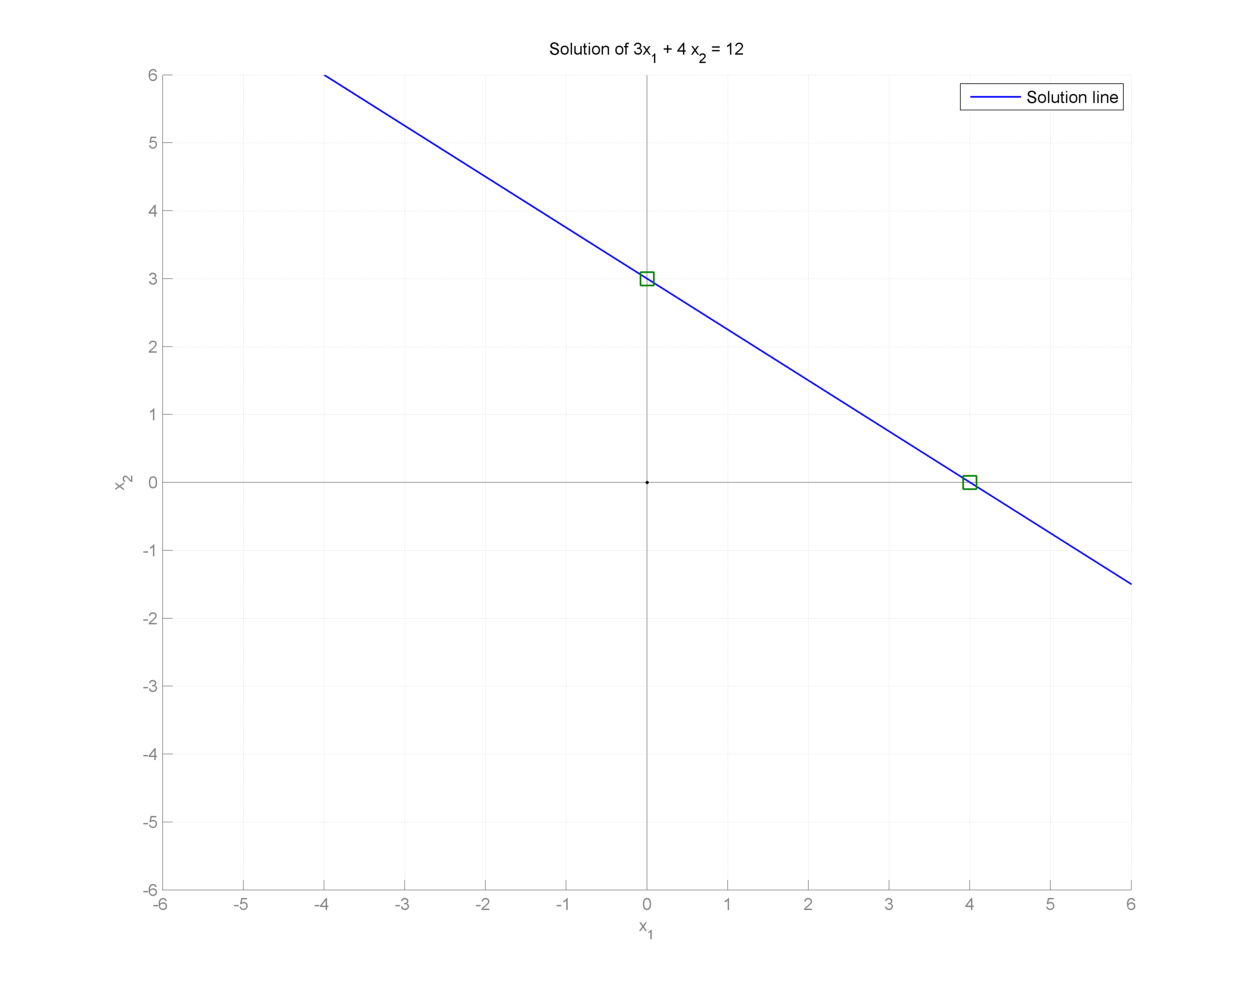 Solution of 3x₁ + 4 x₂ = 12
Solution line
6
5
4
3
2
1
0
-1
-2
-3
-4
-5
-6
x₂
-6 -5 -4 -3 -2 -1 0 1 2 3 4 5 6
x₁